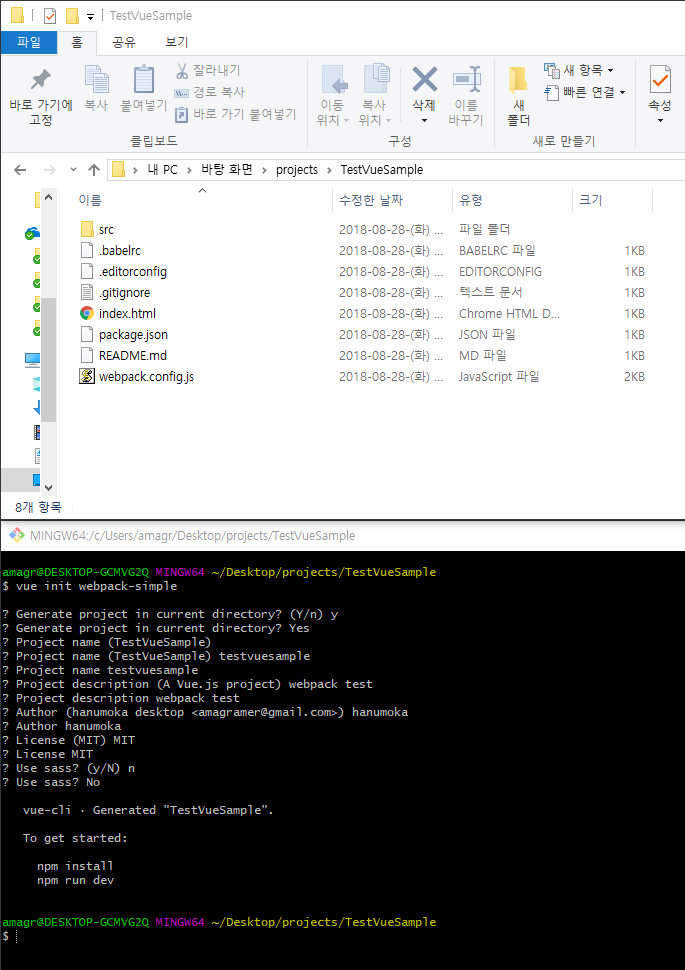 TestVueSample
파일 홈 공유 보기
바로 가기에 고정
복사
붙여넣기
잘라내기
경로 복사
바로 가기 붙여넣기
클립보드
이동 위치
복사 위치
삭제
이름 바꾸기
구성
새 폴더
새 항목
빠른 연결
새로 만들기
속성
내 PC > 바탕 화면 > projects > TestVueSample
이름 수정한 날짜 유형 크기
src 2018-08-28-(화) ... 파일 폴더
.babelrc 2018-08-28-(화) ... BABELRC 파일 1KB
.editorconfig 2018-08-28-(화) ... EDITORCONFIG 1KB
.gitignore 2018-08-28-(화) ... 텍스트 문서 1KB
index.html 2018-08-28-(화) ... Chrome HTML D... 1KB
package.json 2018-08-28-(화) ... JSON 파일 1KB
README.md 2018-08-28-(화) ... MD 파일 1KB
webpack.config.js 2018-08-28-(화) ... JavaScript 파일 2KB
8개 항목
MINGW64:/c/Users/amagr/Desktop/projects/TestVueSample
amagr@DESKTOP-GCMVG2Q MINGW64 ~/Desktop/projects/TestVueSample
$ vue init webpack-simple
? Generate project in current directory? (Y/n) y
? Generate project in current directory? Yes
? Project name (TestVueSample)
? Project name (TestVueSample) testvuesample
? Project name testvuesample
? Project description (A Vue.js project) webpack test
? Project description webpack test
? Author (hanumoka desktop <amagramer@gmail.com>) hanumoka
? Author hanumoka
? License (MIT) MIT
? License MIT
? Use sass? (y/N) n
? Use sass? No
vue-cli · Generated "TestVueSample".
To get started:
npm install
npm run dev
amagr@DESKTOP-GCMVG2Q MINGW64 ~/Desktop/projects/TestVueSample
$